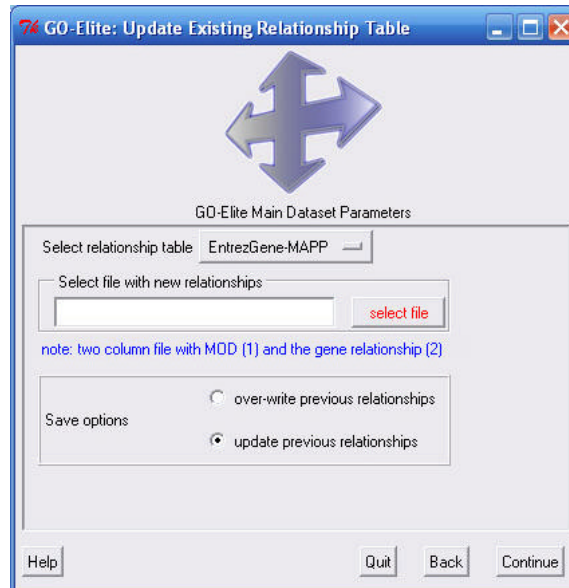 GO-Elite: Update Existing Relationship Table
GO-Elite Main Dataset Parameters
Select relationship table EntrezGene-MAPP
Select file with new relationships
select file
note: two column file with MOD (1) and the gene relationship (2)
over-write previous relationships
Save options
update previous relationships
Help Quit Back Continue